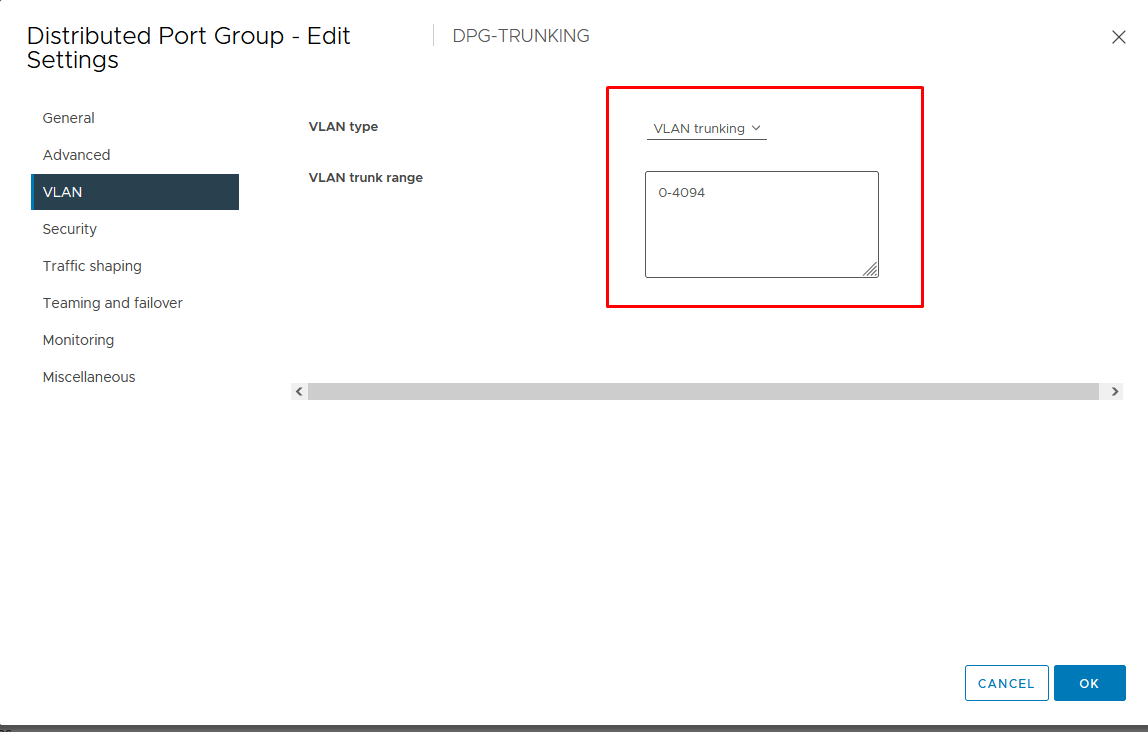 Distributed Port Group - Edit
Settings
DPG-TRUNKING
General
Advanced
VLAN
Security
Traffic shaping
Teaming and failover
Monitoring
Miscellaneous
VLAN type
VLAN trunking
VLAN trunk range
0-4094
CANCEL
OK